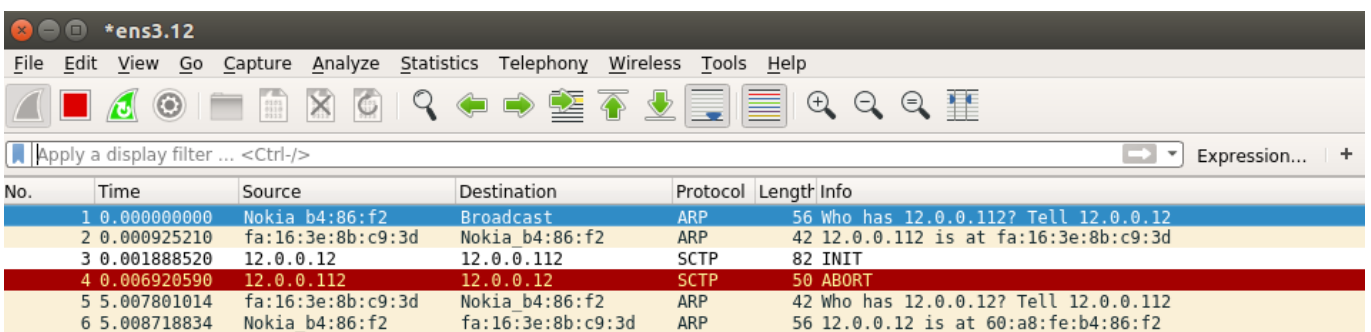 *ens3.12
File Edit View Go Capture Analyze Statistics Telephony Wireless Tools Help
Apply a display filter ... <Ctrl-/> Expression... +
No. Time Source Destination Protocol Length Info
1 0.000000000 Nokia_b4:86:f2 Broadcast ARP 56 Who has 12.0.0.112? Tell 12.0.0.12
2 0.000925210 fa:16:3e:8b:c9:3d Nokia_b4:86:f2 ARP 42 12.0.0.112 is at fa:16:3e:8b:c9:3d
3 0.001888520 12.0.0.12 12.0.0.112 SCTP 82 INIT
4 0.006920590 12.0.0.112 12.0.0.12 SCTP 50 ABORT
5 5.007801014 fa:16:3e:8b:c9:3d Nokia_b4:86:f2 ARP 42 Who has 12.0.0.12? Tell 12.0.0.112
6 5.008718834 Nokia_b4:86:f2 fa:16:3e:8b:c9:3d ARP 56 12.0.0.12 is at 60:a8:fe:b4:86:f2